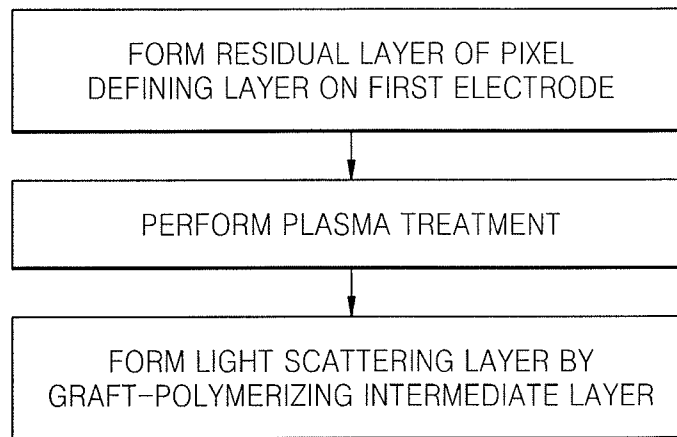 FORM RESIDUAL LAYER OF PIXEL
DEFINING LAYER ON FIRST ELECTRODE
PERFORM PLASMA TREATMENT
FORM LIGHT SCATTERING LAYER BY
GRAFT-POLYMERIZING INTERMEDIATE LAYER